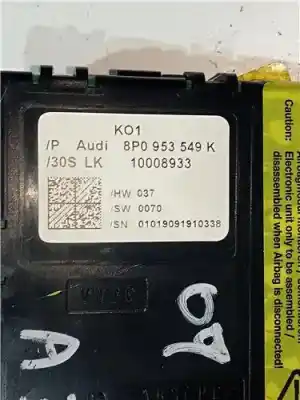 KO1
/P Audi 8P0 953 549 K
/30S LK 10008933
/HW 037
/SW 0070
/SN 01019091910338
Caution:
Electronic unit only to be assembled /
disassembled when Airbag is
disconnected!
A